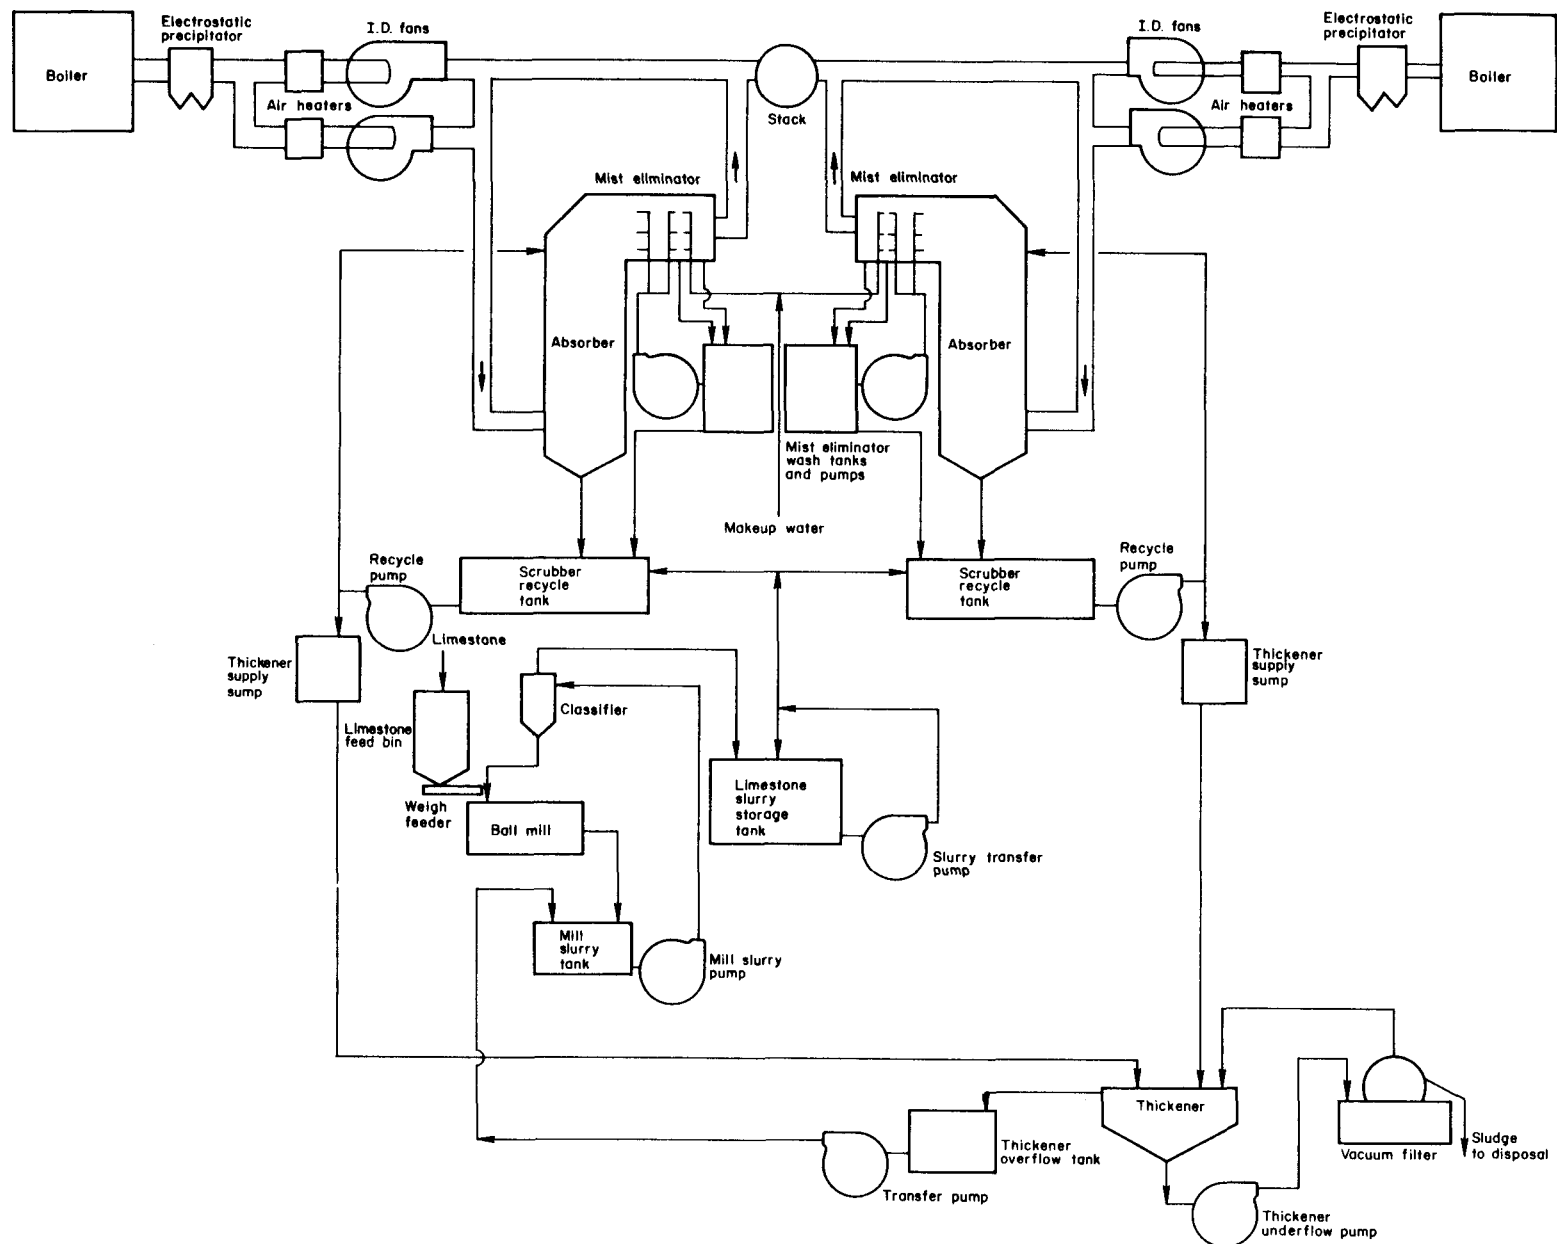 Electrostatic
precipitator
I.D. fans
I.D. fans
Electrostatic
precipitator
Boiler
Boiler
Air heaters
Stack
Air heaters
Mist eliminator
Mist eliminator
Absorber
Absorber
Mist eliminator
wash tanks
and pumps
Makeup water
Recycle
pump
Scrubber
recycle
tank
Scrubber
recycle
tank
Recycle
pump
Limestone
Thickener
supply
sump
Thickener
supply
sump
Classifier
Limestone
feed bin
Weigh
feeder
Ball mill
Limestone
slurry
storage
tank
Slurry transfer
pump
Mill
slurry
tank
Mill slurry
pump
Thickener
Thickener
overflow tank
Transfer pump
Vacuum filter
Sludge
to disposal
Thickener
underflow pump